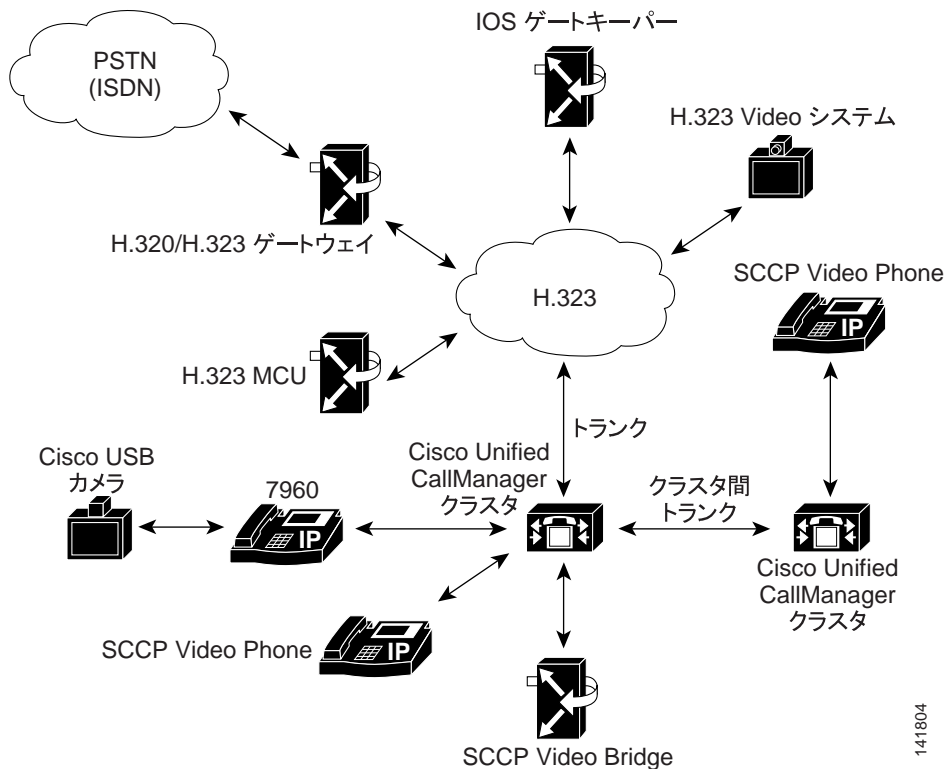 IOS ゲートキーパー
PSTN
(ISDN)
H.323 Video システム
H.320/H.323 ゲートウェイ
SCCP Video Phone
H.323
IP
H.323 MCU
トランク
Cisco Unified
CallManager
クラスタ
Cisco USB
カメラ
7960
クラスタ間
トランク
IP
Cisco Unified
CallManager
クラスタ
SCCP Video Phone
IP
SCCP Video Bridge
141804